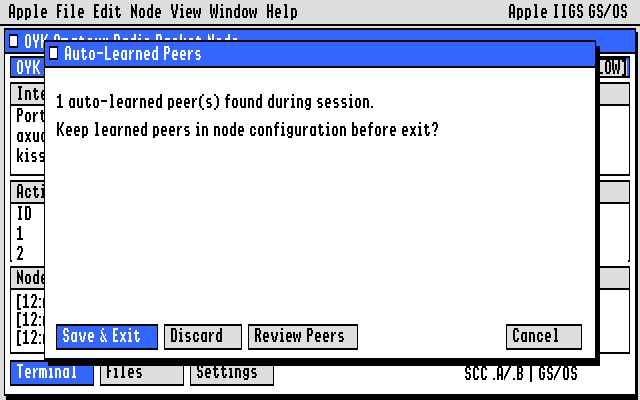 Apple File Edit Node View Window Help Apple IIGS GS/OS
Auto-Learned Peers
OYK
LOW]
Inte
1 auto-learned peer(s) found during session.
Port
Keep learned peers in node configuration before exit?
axud
kiss
Acti
ID
1
2
Node
[12:
[12:
[12:
Save & Exit Discard Review Peers Cancel
Terminal Files Settings SCC .A/.B | GS/OS